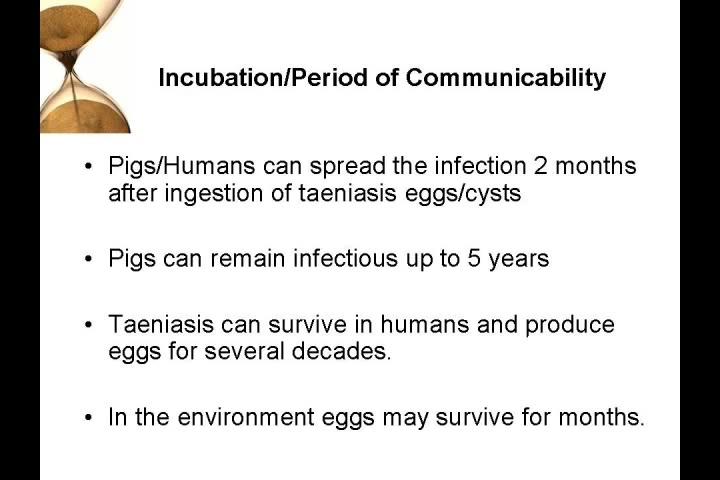 Incubation/Period of Communicability
• Pigs/Humans can spread the infection 2 months
after ingestion of taeniasis eggs/cysts
• Pigs can remain infectious up to 5 years
• Taeniasis can survive in humans and produce
eggs for several decades.
• In the environment eggs may survive for months.